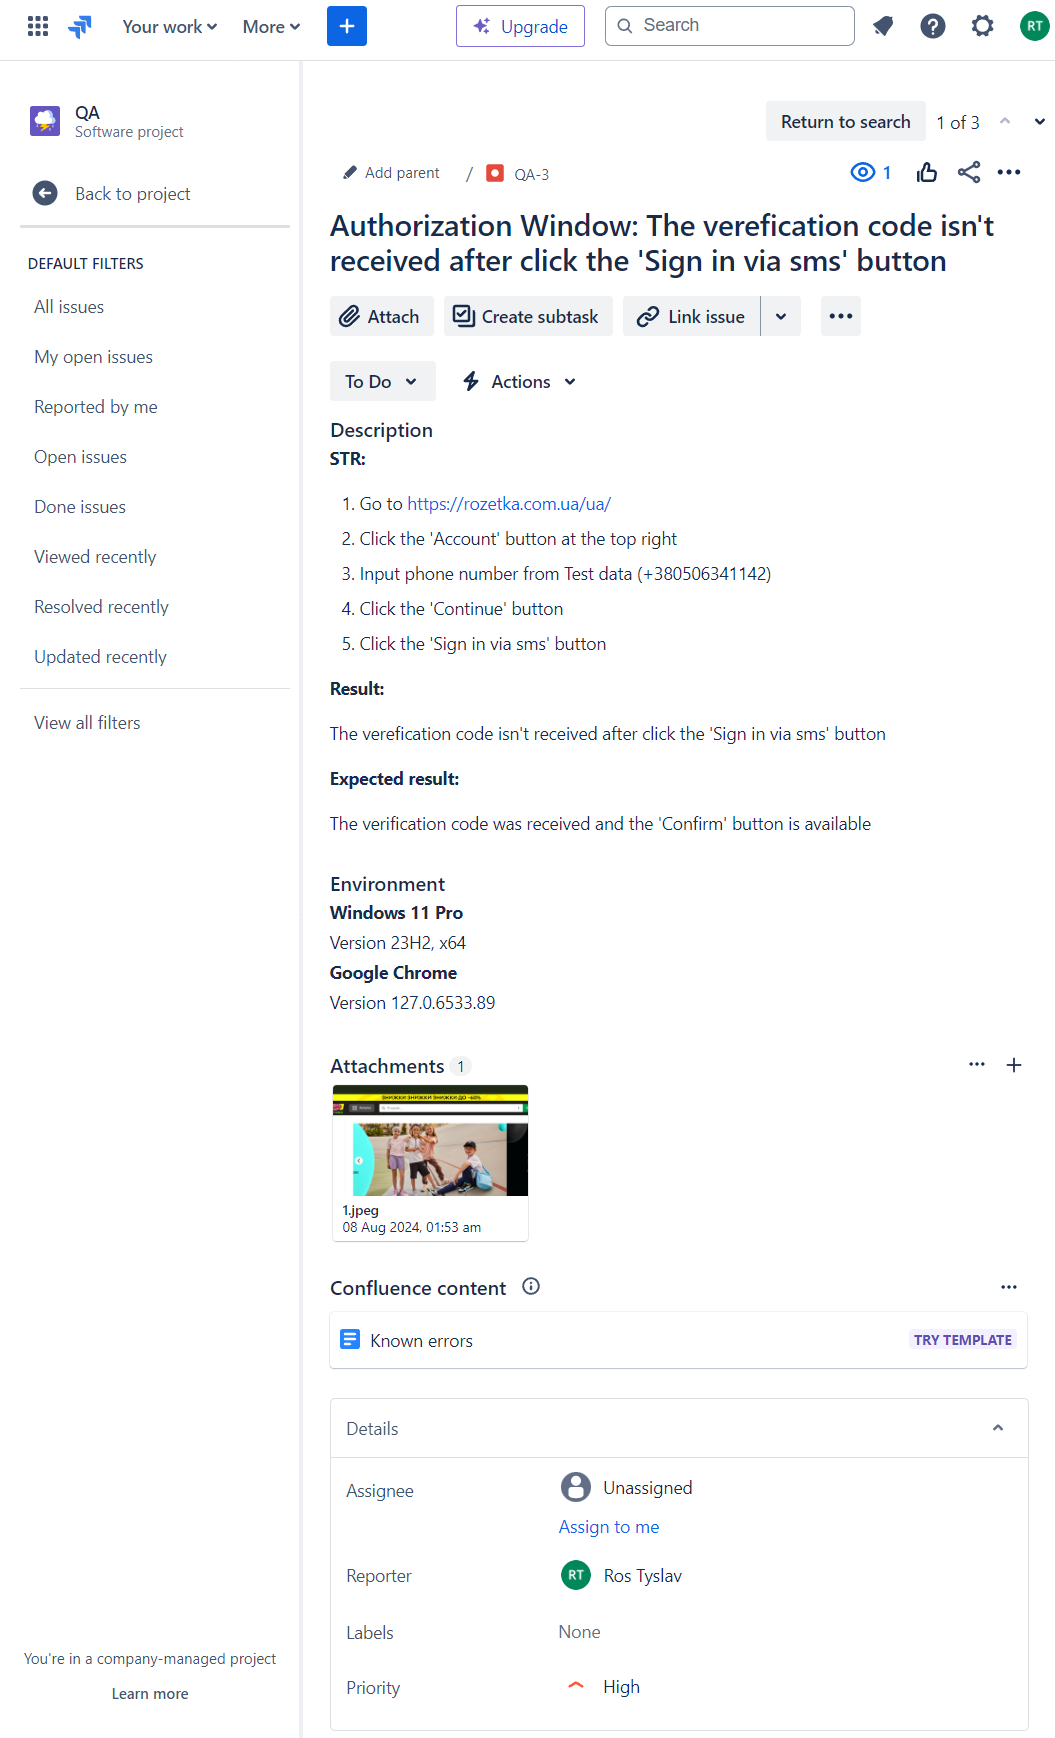 Your work
More
Upgrade
Search
RT
QA
Software project
Back to project
DEFAULT FILTERS
All issues
My open issues
Reported by me
Open issues
Done issues
Viewed recently
Resolved recently
Updated recently
View all filters
You're in a company-managed project
Learn more
Return to search
1 of 3
Add parent / QA-3
1
Authorization Window: The verefication code isn't
received after click the 'Sign in via sms' button
Attach
Create subtask
Link issue
To Do
Actions
Description
STR:
1. Go to https://rozetka.com.ua/ua/
2. Click the 'Account' button at the top right
3. Input phone number from Test data (+380506341142)
4. Click the 'Continue' button
5. Click the 'Sign in via sms' button
Result:
The verefication code isn't received after click the 'Sign in via sms' button
Expected result:
The verification code was received and the 'Confirm' button is available
Environment
Windows 11 Pro
Version 23H2, x64
Google Chrome
Version 127.0.6533.89
Attachments 1
ЗНИЖКИ ЗНИЖКИ ЗНИЖКИ ДО -60%
1.jpeg
08 Aug 2024, 01:53 am
Confluence content
Known errors
TRY TEMPLATE
Details
Assignee
Unassigned
Assign to me
Reporter
RT Ros Tyslav
Labels
None
Priority
High